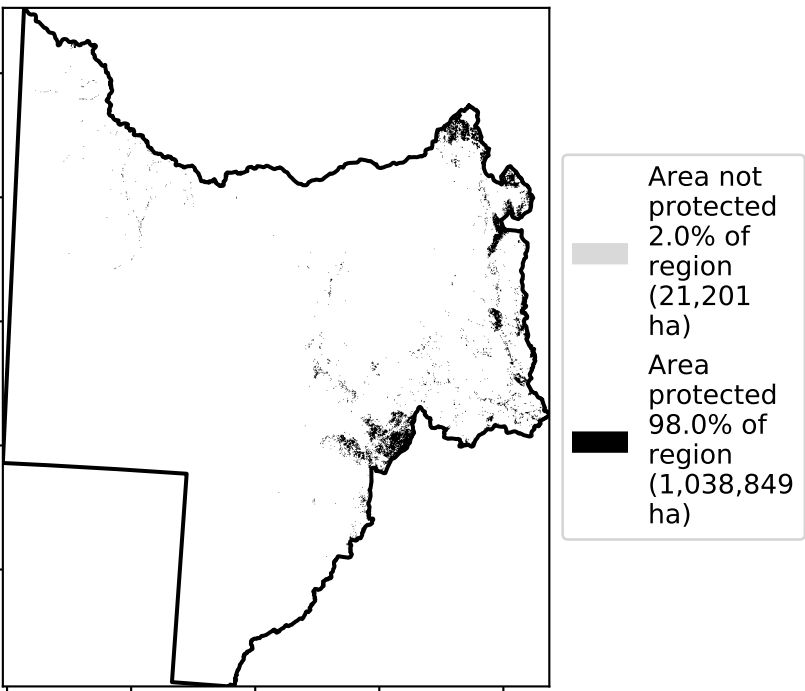 Area not
protected
2.0% of
region
(21,201
ha)
Area
protected
98.0% of
region
(1,038,849
ha)